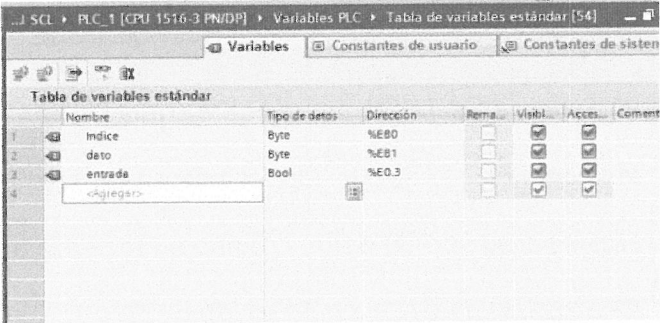 ...J SCL ▸ PLC_1 [CPU 1516-3 PN/DP] ▸ Variables PLC ▸ Tabla de variables estándar [54]
Variables Constantes de usuario Constantes de sistem
Tabla de variables estándar
Nombre Tipo de datos Dirección Rema... Visibl... Acces... Coment
1 Indice Byte %EB0
2 dato Byte %EB1
3 entrada Bool %E0.3
4 <Agregar>